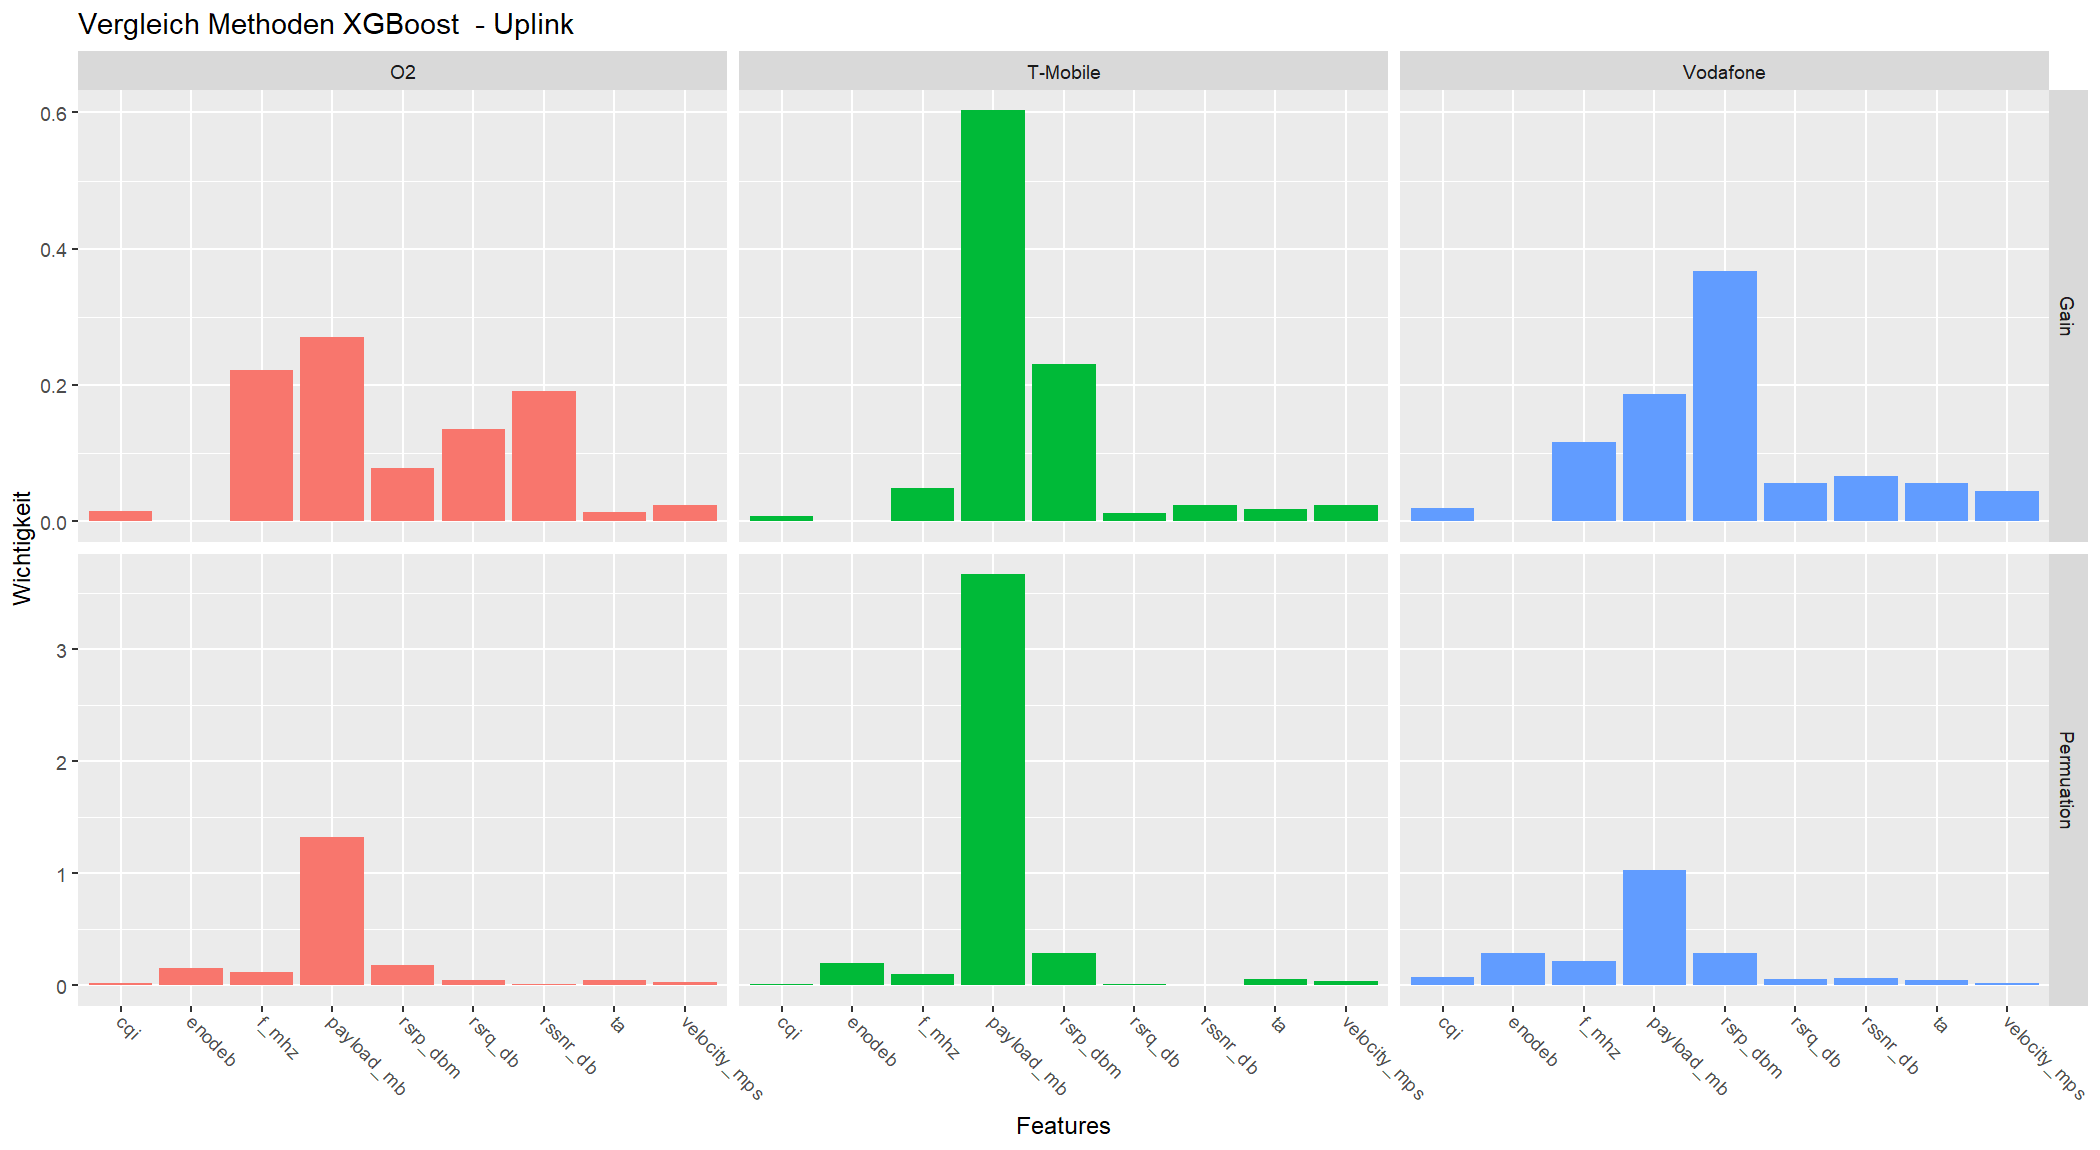 Vergleich Methoden XGBoost  - Uplink
O2
T-Mobile
Vodafone
0.6
0.4
0.2
0.0
Gain
Wichtigkeit
3
2
1
0
Permuation
cqi
enodeb
f_mhz
payload_mb
rsrp_dbm
rsrq_db
rssnr_db
ta
velocity_mps
cqi
enodeb
f_mhz
payload_mb
rsrp_dbm
rsrq_db
rssnr_db
ta
velocity_mps
cqi
enodeb
f_mhz
payload_mb
rsrp_dbm
rsrq_db
rssnr_db
ta
velocity_mps
Features